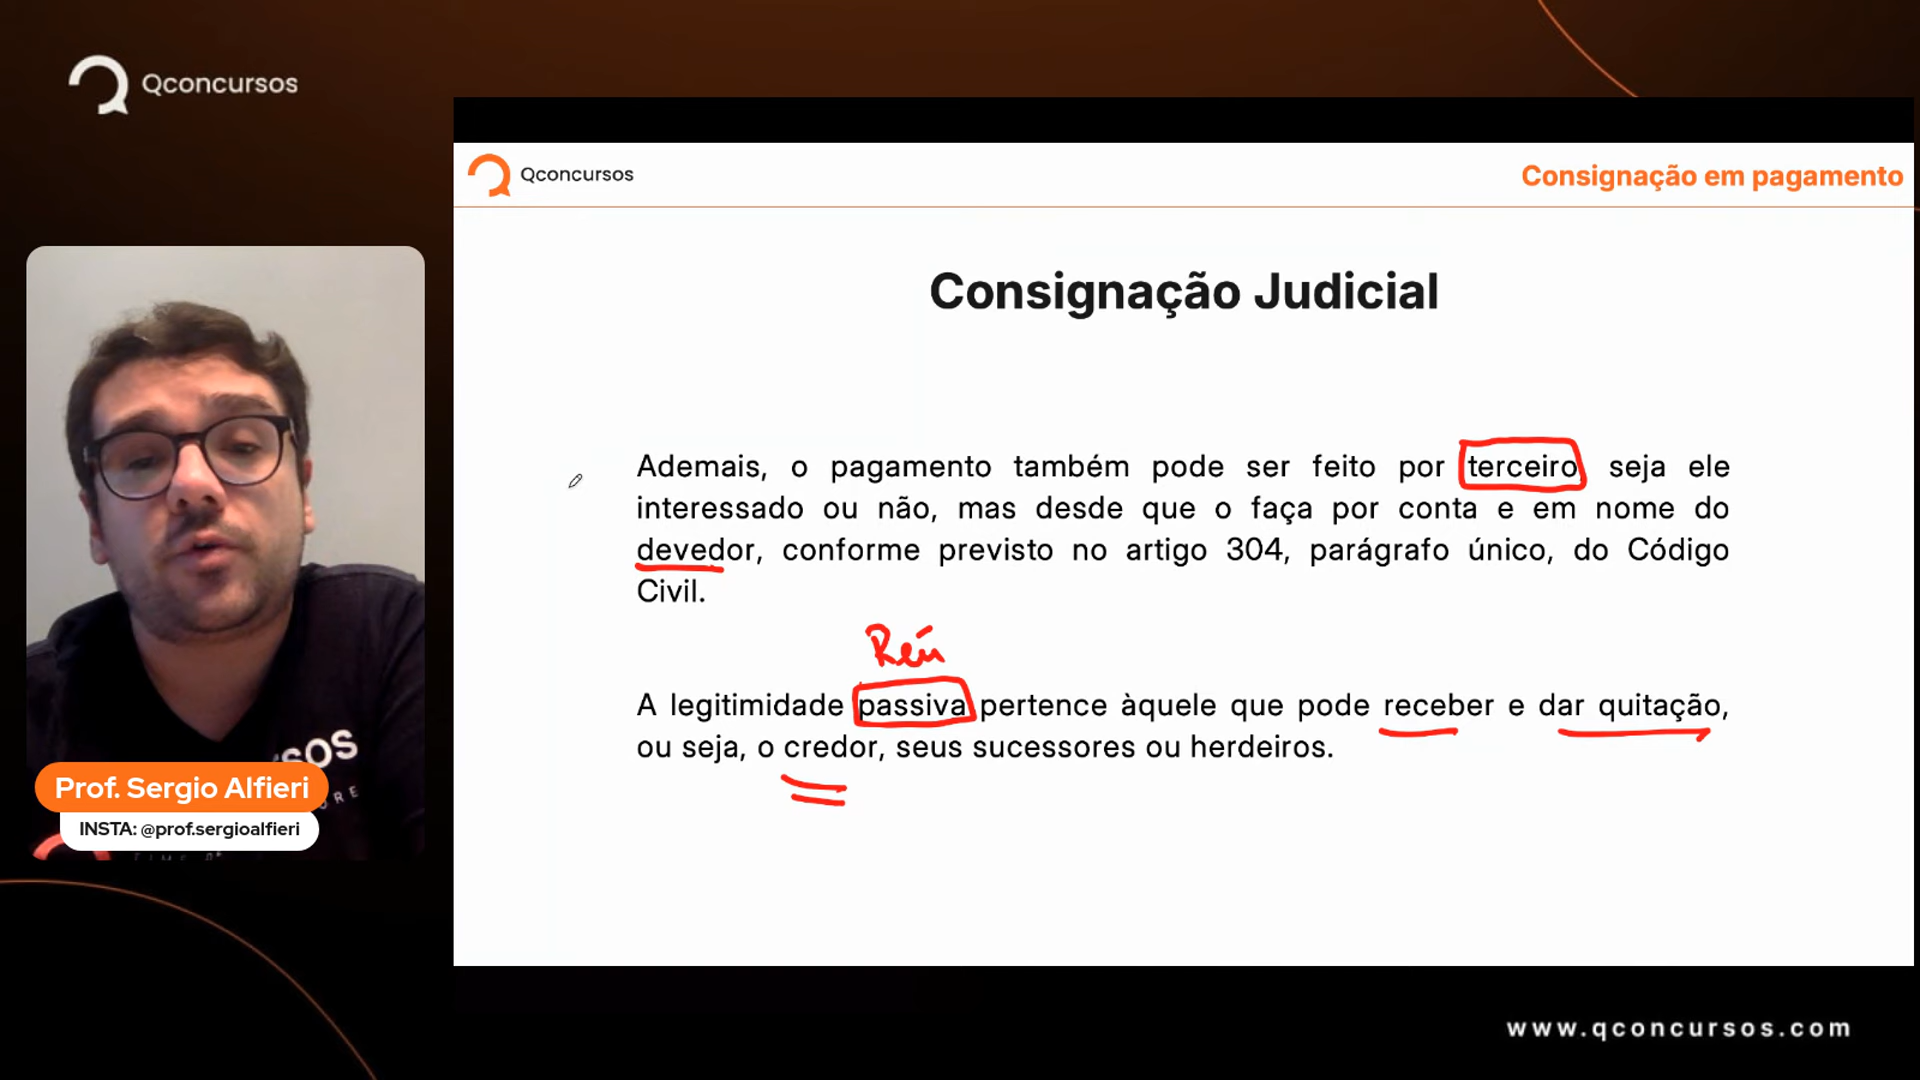 Qconcursos
Qconcursos
Consignação em pagamento
Consignação Judicial
Ademais, o pagamento também pode ser feito por terceiro, seja ele
interessado ou não, mas desde que o faça por conta e em nome do
devedor, conforme previsto no artigo 304, parágrafo único, do Código
Civil.
Réu
A legitimidade passiva pertence àquele que pode receber e dar quitação,
ou seja, o credor, seus sucessores ou herdeiros.
Prof. Sergio Alfieri
INSTA: @prof.sergioalfieri
www.qconcursos.com